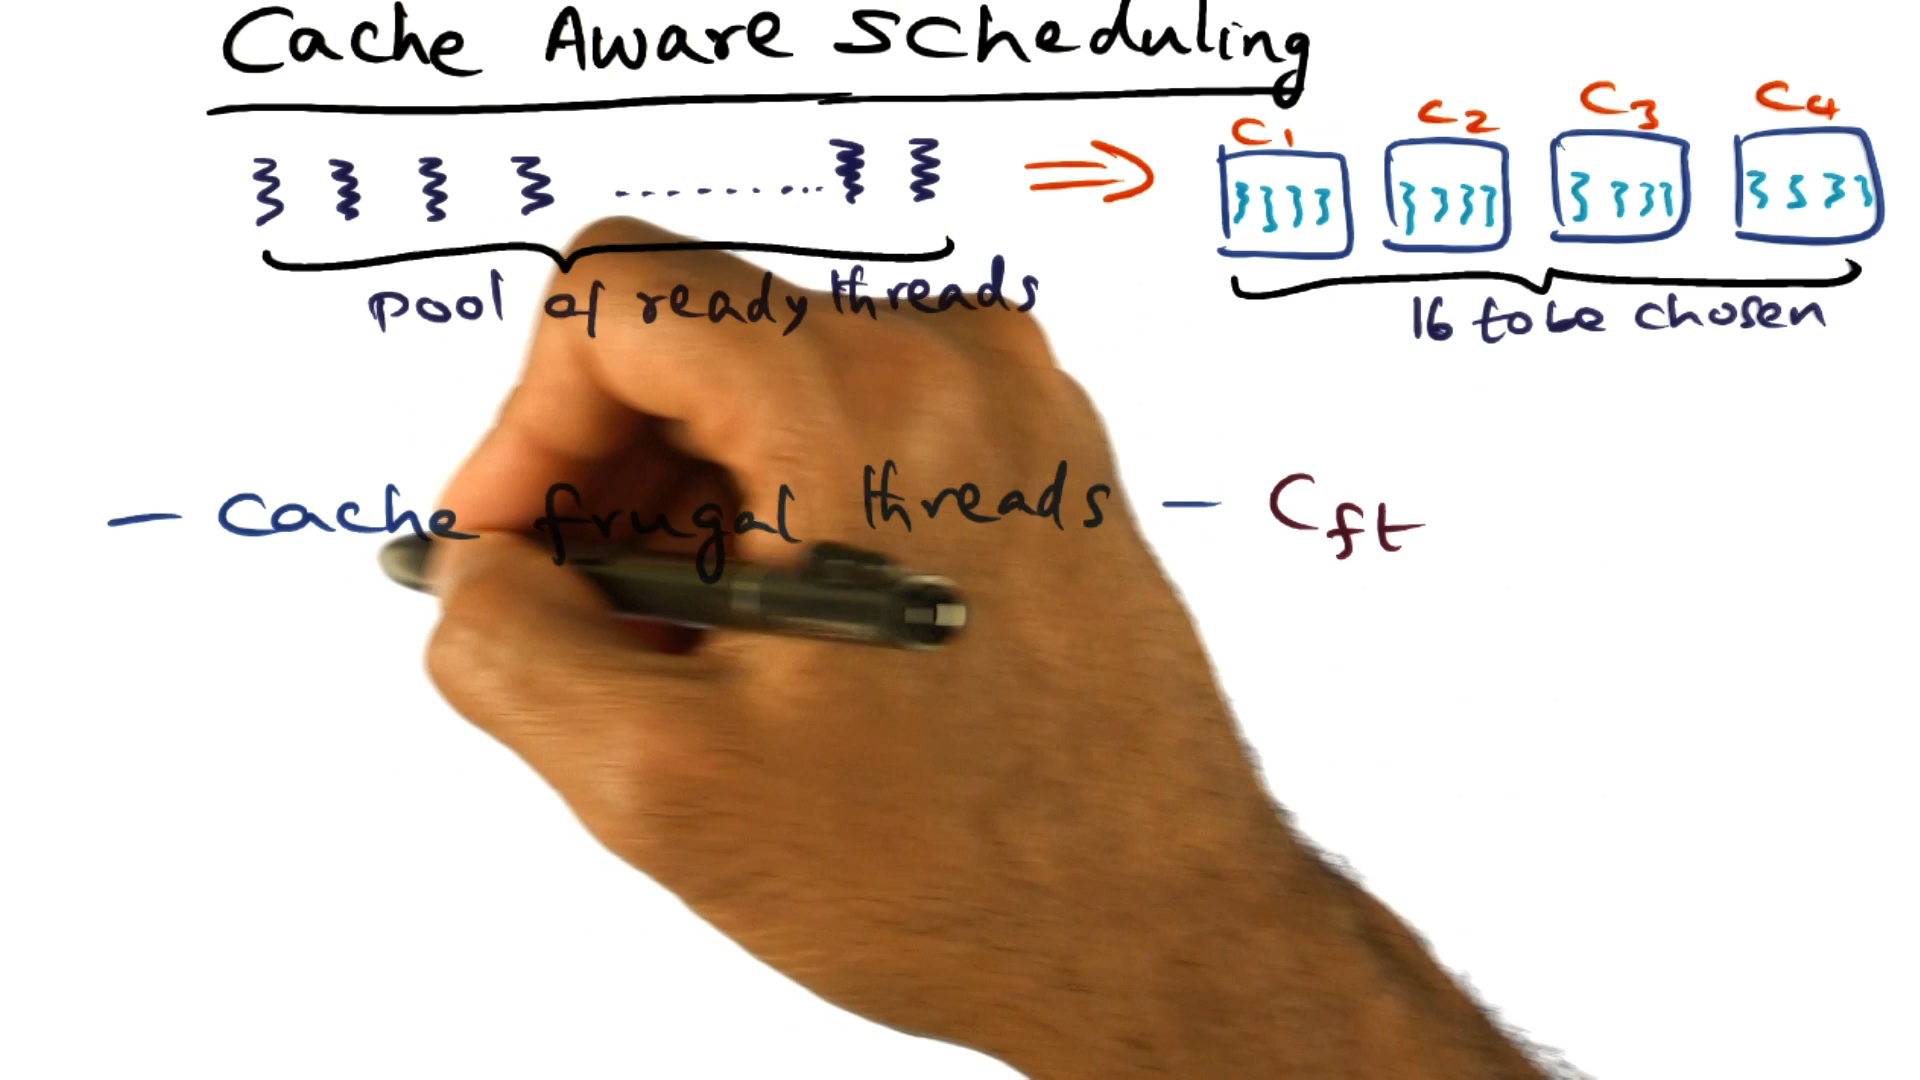 Cache Aware Scheduling
C1 C2 C3 C4
pool of ready threads
16 to be chosen
- Cache frugal threads - Cft